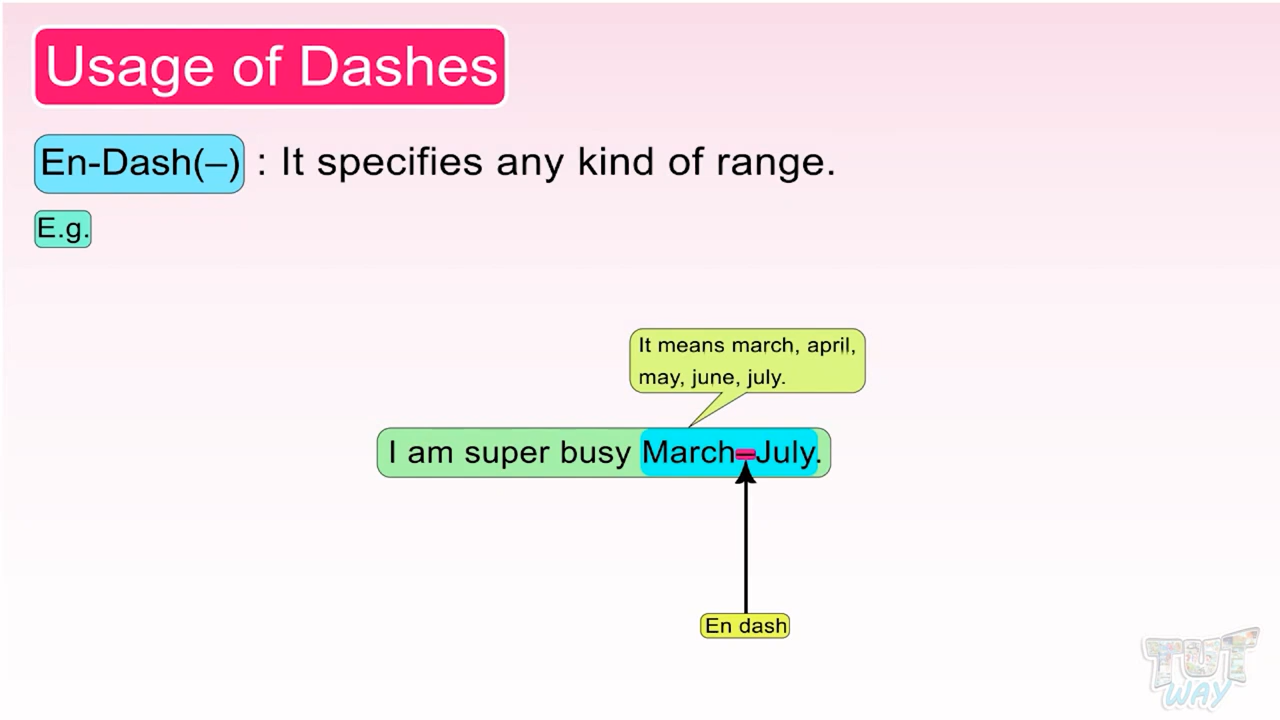 Usage of Dashes
En-Dash(–) : It specifies any kind of range.
E.g.
It means march, april,
may, june, july.
I am super busy March–July.
En dash
TUT
WAY